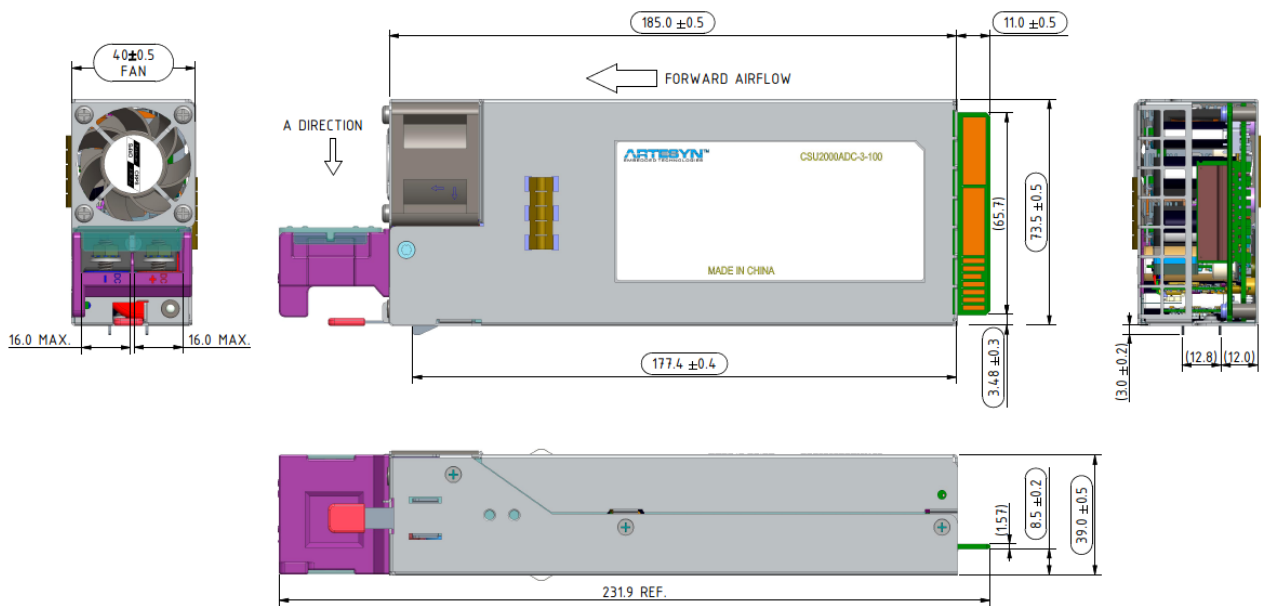 40±0.5
FAN
185.0 ±0.5
11.0 ±0.5
FORWARD AIRFLOW
A DIRECTION
ARTESYN™
EMBEDDED TECHNOLOGIES
CSU2000ADC-3-100
MADE IN CHINA
(65.7)
73.5 ±0.5
16.0 MAX.
16.0 MAX.
177.4 ±0.4
3.48 ±0.3
(3.0 ±0.2)
(12.8)
(12.0)
(1.57)
8.5 ±0.2
39.0 ±0.5
231.9 REF.